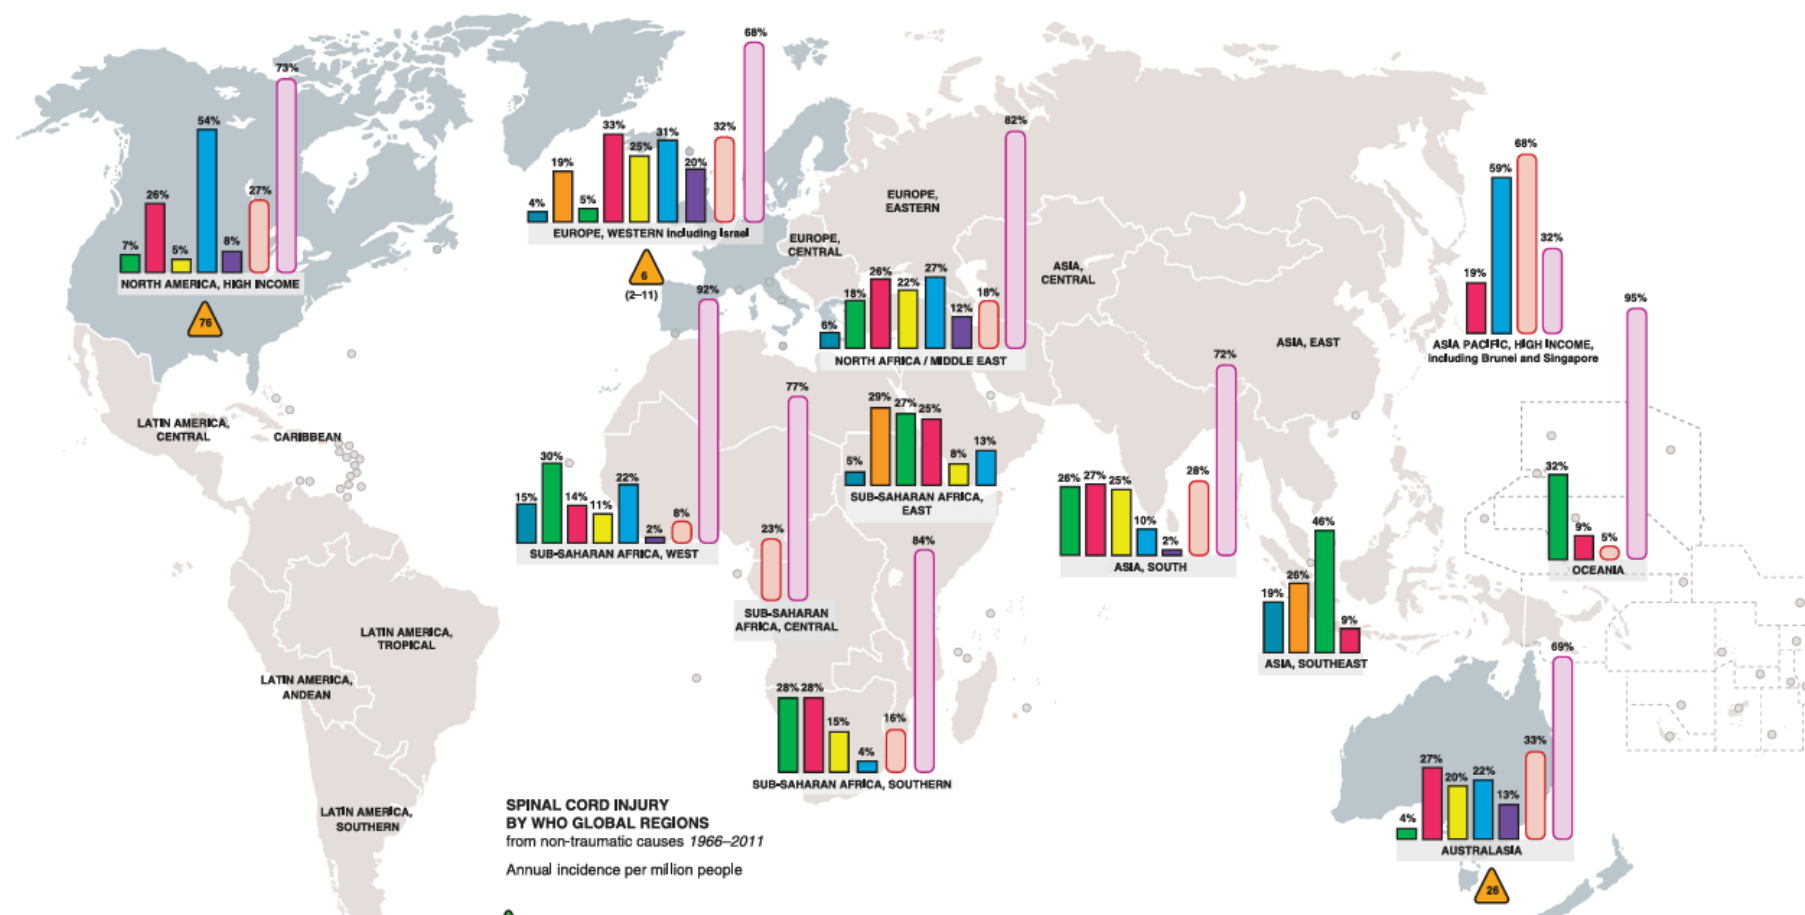 68%
73%
54%
26%
27%
7%
5%
8%
NORTH AMERICA, HIGH INCOME
76
33%
31%
32%
25%
19%
20%
4%
5%
EUROPE, WESTERN including Israel
6
(2–11)
82%
EUROPE,
EASTERN
EUROPE,
CENTRAL
ASIA,
CENTRAL
26%
27%
22%
18%
18%
12%
6%
NORTH AFRICA / MIDDLE EAST
ASIA, EAST
68%
59%
32%
19%
ASIA PACIFIC, HIGH INCOME,
including Brunei and Singapore
95%
32%
9%
5%
OCEANIA
LATIN AMERICA,
CENTRAL
CARIBBEAN
92%
30%
22%
15%
14%
11%
8%
2%
SUB-SAHARAN AFRICA, WEST
77%
23%
SUB-SAHARAN
AFRICA, CENTRAL
29%
27%
25%
13%
8%
5%
SUB-SAHARAN AFRICA,
EAST
72%
26%
27%
25%
28%
10%
2%
ASIA, SOUTH
46%
26%
19%
9%
ASIA, SOUTHEAST
84%
28%
28%
15%
16%
4%
SUB-SAHARAN AFRICA, SOUTHERN
LATIN AMERICA,
TROPICAL
LATIN AMERICA,
ANDEAN
LATIN AMERICA,
SOUTHERN
69%
33%
27%
20%
22%
13%
4%
AUSTRALASIA
26
SPINAL CORD INJURY
BY WHO GLOBAL REGIONS
from non-traumatic causes 1966–2011
Annual incidence per million people